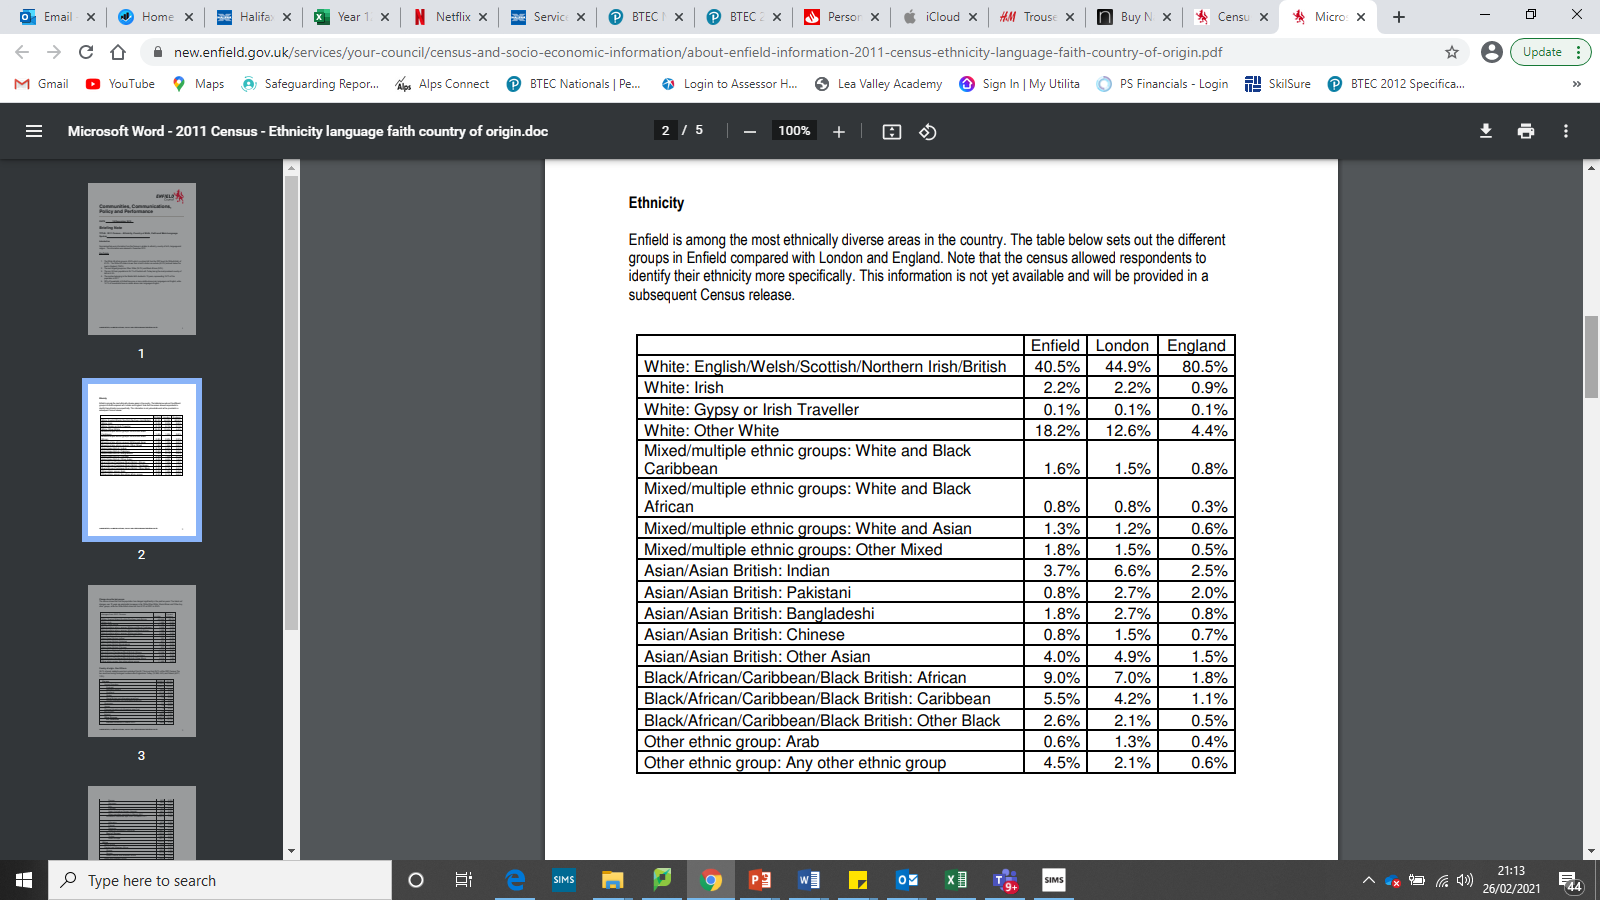 Email
Home
Halifa
Year 1
Netflix
Servic
BTEC N
BTEC 2
Person
iCloud
H&M Trouse
Buy N
Censu
Micro
new.enfield.gov.uk/services/your-council/census-and-socio-economic-information/about-enfield-information-2011-census-ethnicity-language-faith-country-of-origin.pdf
Update
Gmail
YouTube
Maps
Safeguarding Repor...
Alps Connect
BTEC Nationals | Pe...
Login to Assessor H...
Lea Valley Academy
Sign In | My Utilita
PS Financials - Login
SkilSure
BTEC 2012 Specifica...
»
Microsoft Word - 2011 Census - Ethnicity language faith country of origin.doc
2 / 5
100%
1
2
3
Communities, Communications,
Policy and Performance
Ethnicity
Enfield is among the most ethnically diverse areas in the country. The table below sets out the different
groups in Enfield compared with London and England. Note that the census allowed respondents to
identify their ethnicity more specifically. This information is not yet available and will be provided in a
subsequent Census release.
Enfield London England
White: English/Welsh/Scottish/Northern Irish/British 40.5% 44.9% 80.5%
White: Irish 2.2% 2.2% 0.9%
White: Gypsy or Irish Traveller 0.1% 0.1% 0.1%
White: Other White 18.2% 12.6% 4.4%
Mixed/multiple ethnic groups: White and Black
Caribbean 1.6% 1.5% 0.8%
Mixed/multiple ethnic groups: White and Black
African 0.8% 0.8% 0.3%
Mixed/multiple ethnic groups: White and Asian 1.3% 1.2% 0.6%
Mixed/multiple ethnic groups: Other Mixed 1.8% 1.5% 0.5%
Asian/Asian British: Indian 3.7% 6.6% 2.5%
Asian/Asian British: Pakistani 0.8% 2.7% 2.0%
Asian/Asian British: Bangladeshi 1.8% 2.7% 0.8%
Asian/Asian British: Chinese 0.8% 1.5% 0.7%
Asian/Asian British: Other Asian 4.0% 4.9% 1.5%
Black/African/Caribbean/Black British: African 9.0% 7.0% 1.8%
Black/African/Caribbean/Black British: Caribbean 5.5% 4.2% 1.1%
Black/African/Caribbean/Black British: Other Black 2.6% 2.1% 0.5%
Other ethnic group: Arab 0.6% 1.3% 0.4%
Other ethnic group: Any other ethnic group 4.5% 2.1% 0.6%
Type here to search
SIMS
9+
SIMS
21:13
26/02/2021
44